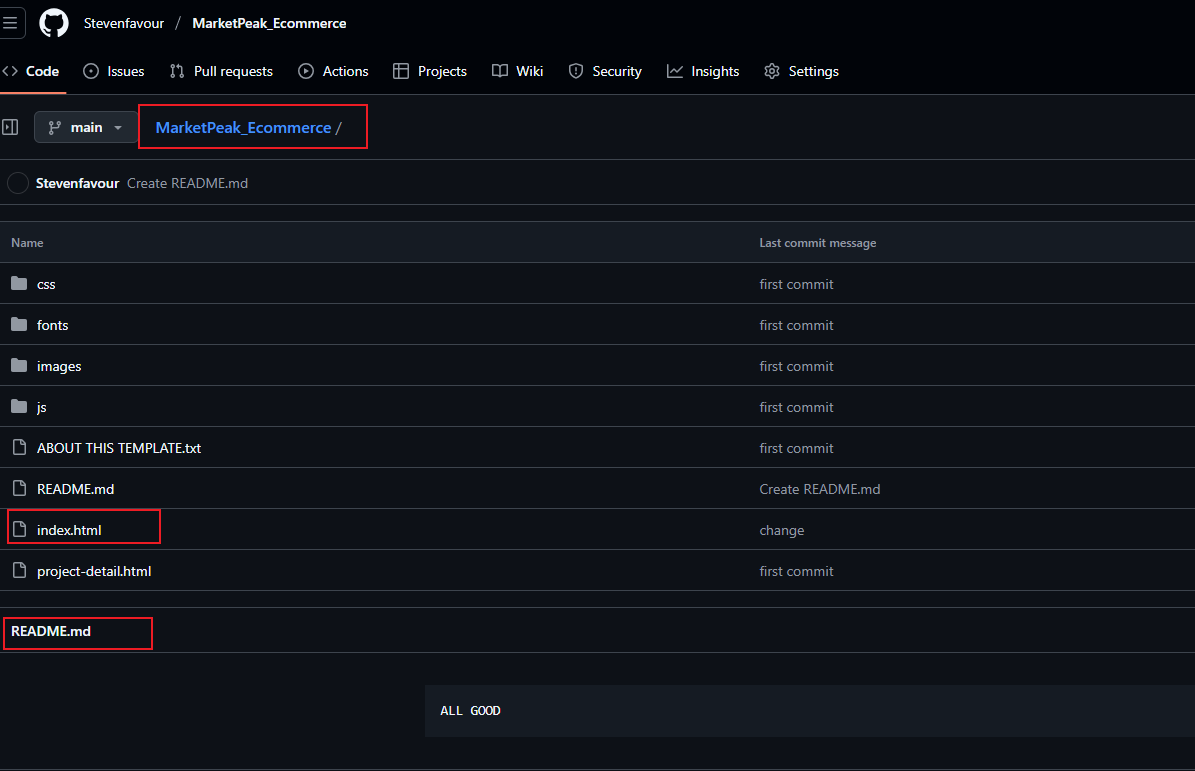 Stevenfavour / MarketPeak_Ecommerce
<> Code Issues Pull requests Actions Projects Wiki Security Insights Settings
main MarketPeak_Ecommerce /
Stevenfavour Create README.md
Name Last commit message
css first commit
fonts first commit
images first commit
js first commit
ABOUT THIS TEMPLATE.txt first commit
README.md Create README.md
index.html change
project-detail.html first commit
README.md
ALL GOOD